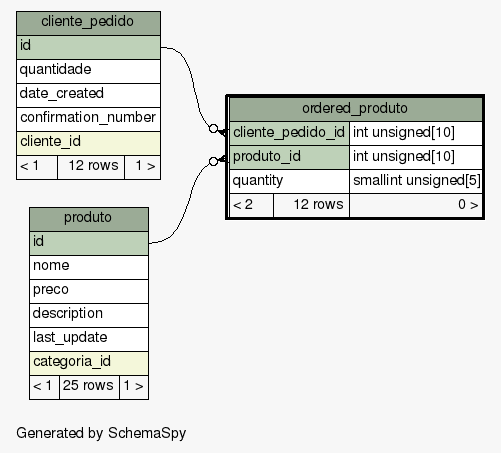 cliente_pedido
id
quantidade
date_created
confirmation_number
cliente_id
< 1 12 rows 1 >
ordered_produto
cliente_pedido_id int unsigned[10]
produto_id int unsigned[10]
quantity smallint unsigned[5]
< 2 12 rows 0 >
produto
id
nome
preco
description
last_update
categoria_id
< 1 25 rows 1 >
Generated by SchemaSpy